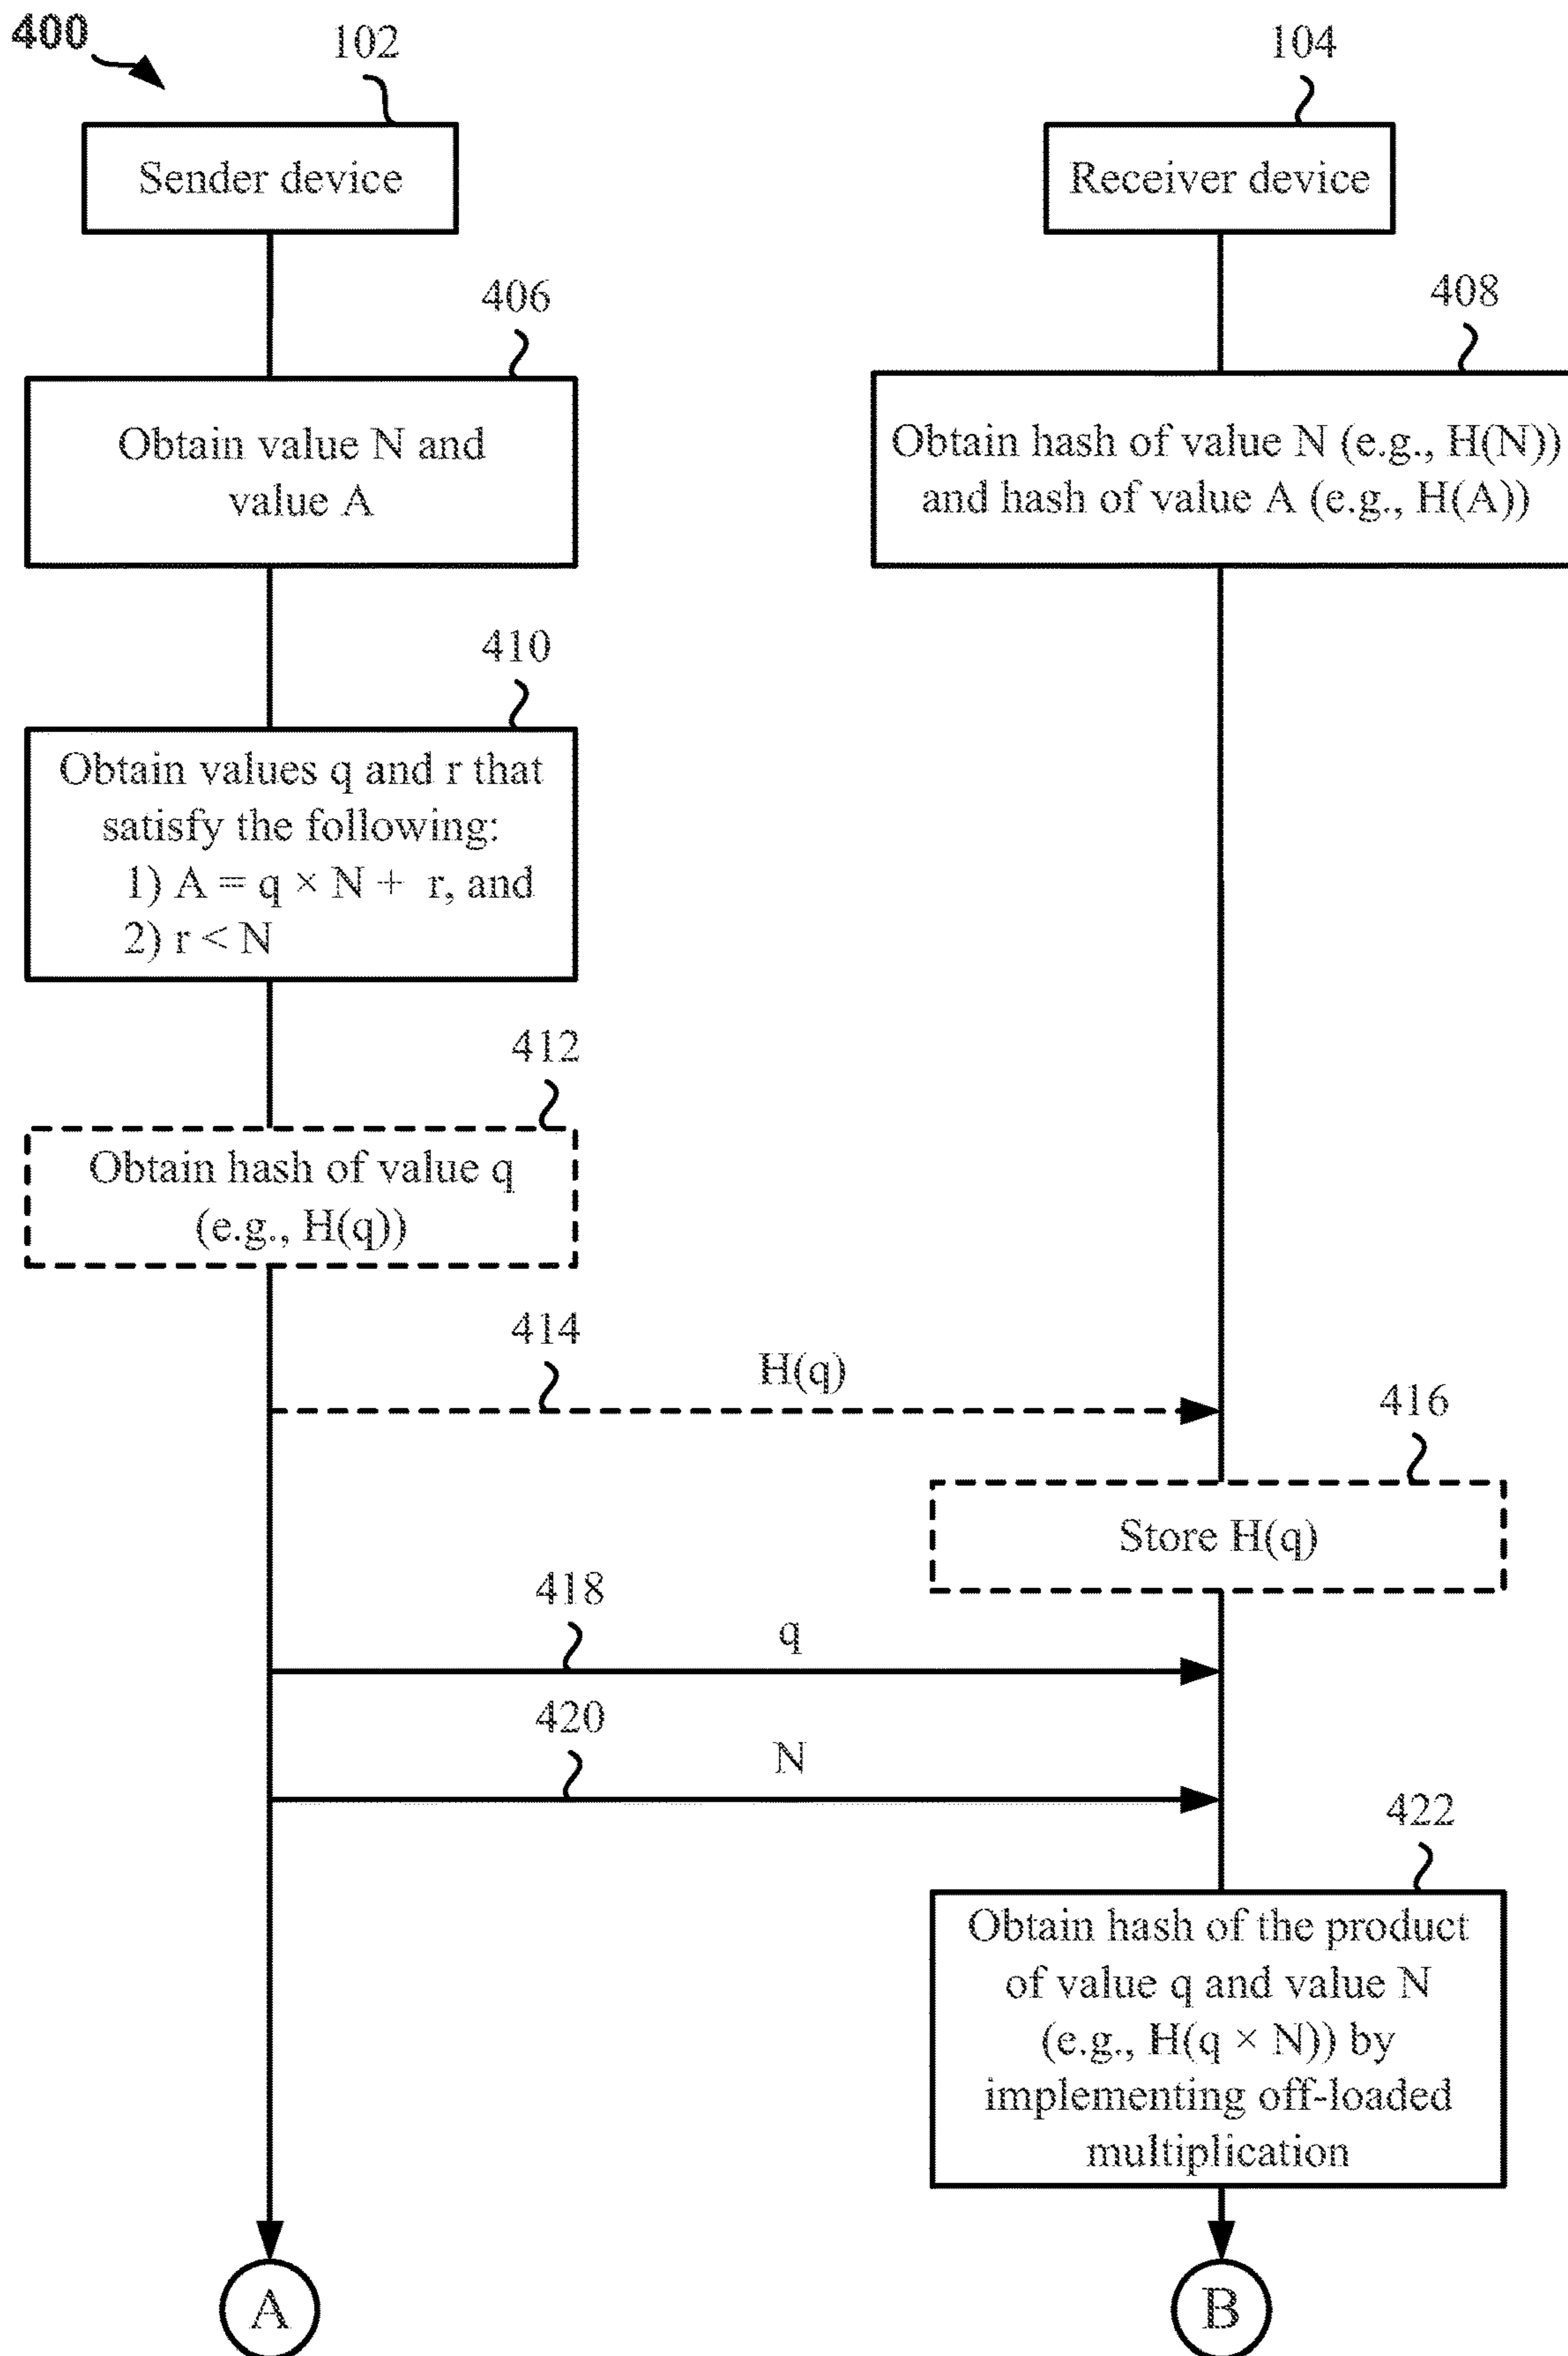 400
102
104
Sender device
Receiver device
406
408
Obtain value N and
value A
Obtain hash of value N (e.g., H(N))
and hash of value A (e.g., H(A))
410
Obtain values q and r that
satisfy the following:
1) A = q × N + r, and
2) r < N
412
Obtain hash of value q
(e.g., H(q))
414
H(q)
416
Store H(q)
418
q
420
N
422
Obtain hash of the product
of value q and value N
(e.g., H(q × N)) by
implementing off-loaded
multiplication
A
B